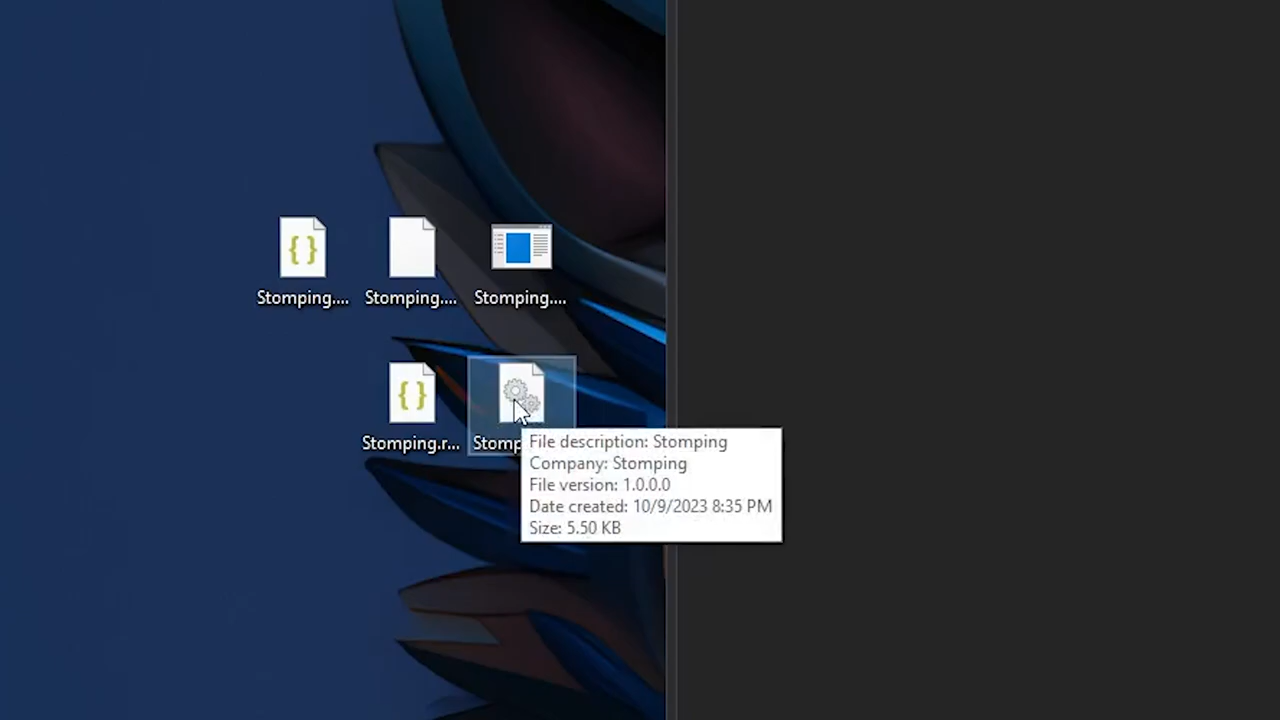 Stomping....
Stomping....
Stomping....
Stomping.r...
Stomp
File description: Stomping
Company: Stomping
File version: 1.0.0.0
Date created: 10/9/2023 8:35 PM
Size: 5.50 KB